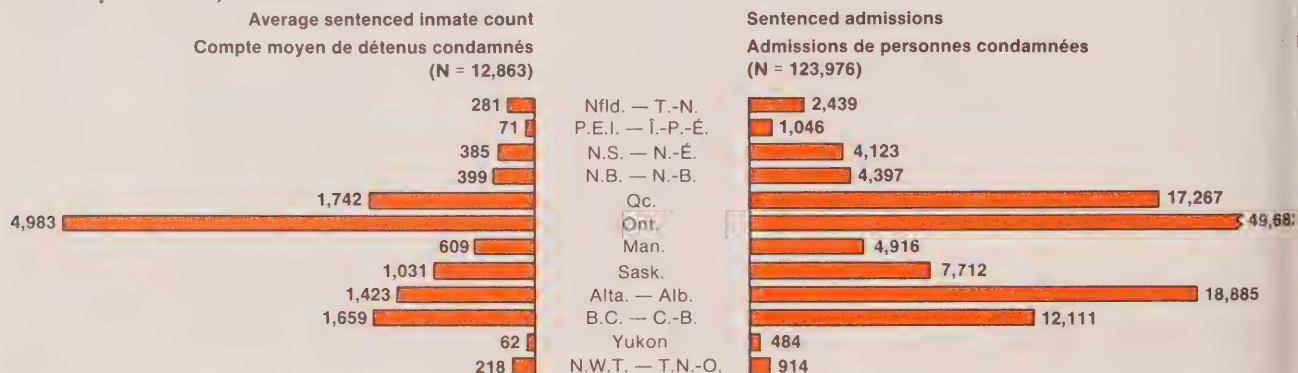 Average sentenced inmate count
Compte moyen de détenus condamnés
(N = 12,863)
Sentenced admissions
Admissions de personnes condamnées
(N = 123,976)
281 Nfld. — T.-N. 2,439
71 P.E.I. — Î.-P.-É. 1,046
385 N.S. — N.-É. 4,123
399 N.B. — N.-B. 4,397
1,742 Qc. 17,267
4,983 Ont.
609 Man. 4,916
1,031 Sask. 7,712
1,423 Alta. — Alb. 18,885
1,659 B.C. — C.-B. 12,111
62 Yukon 484
218 N.W.T. — T.N.-O. 914